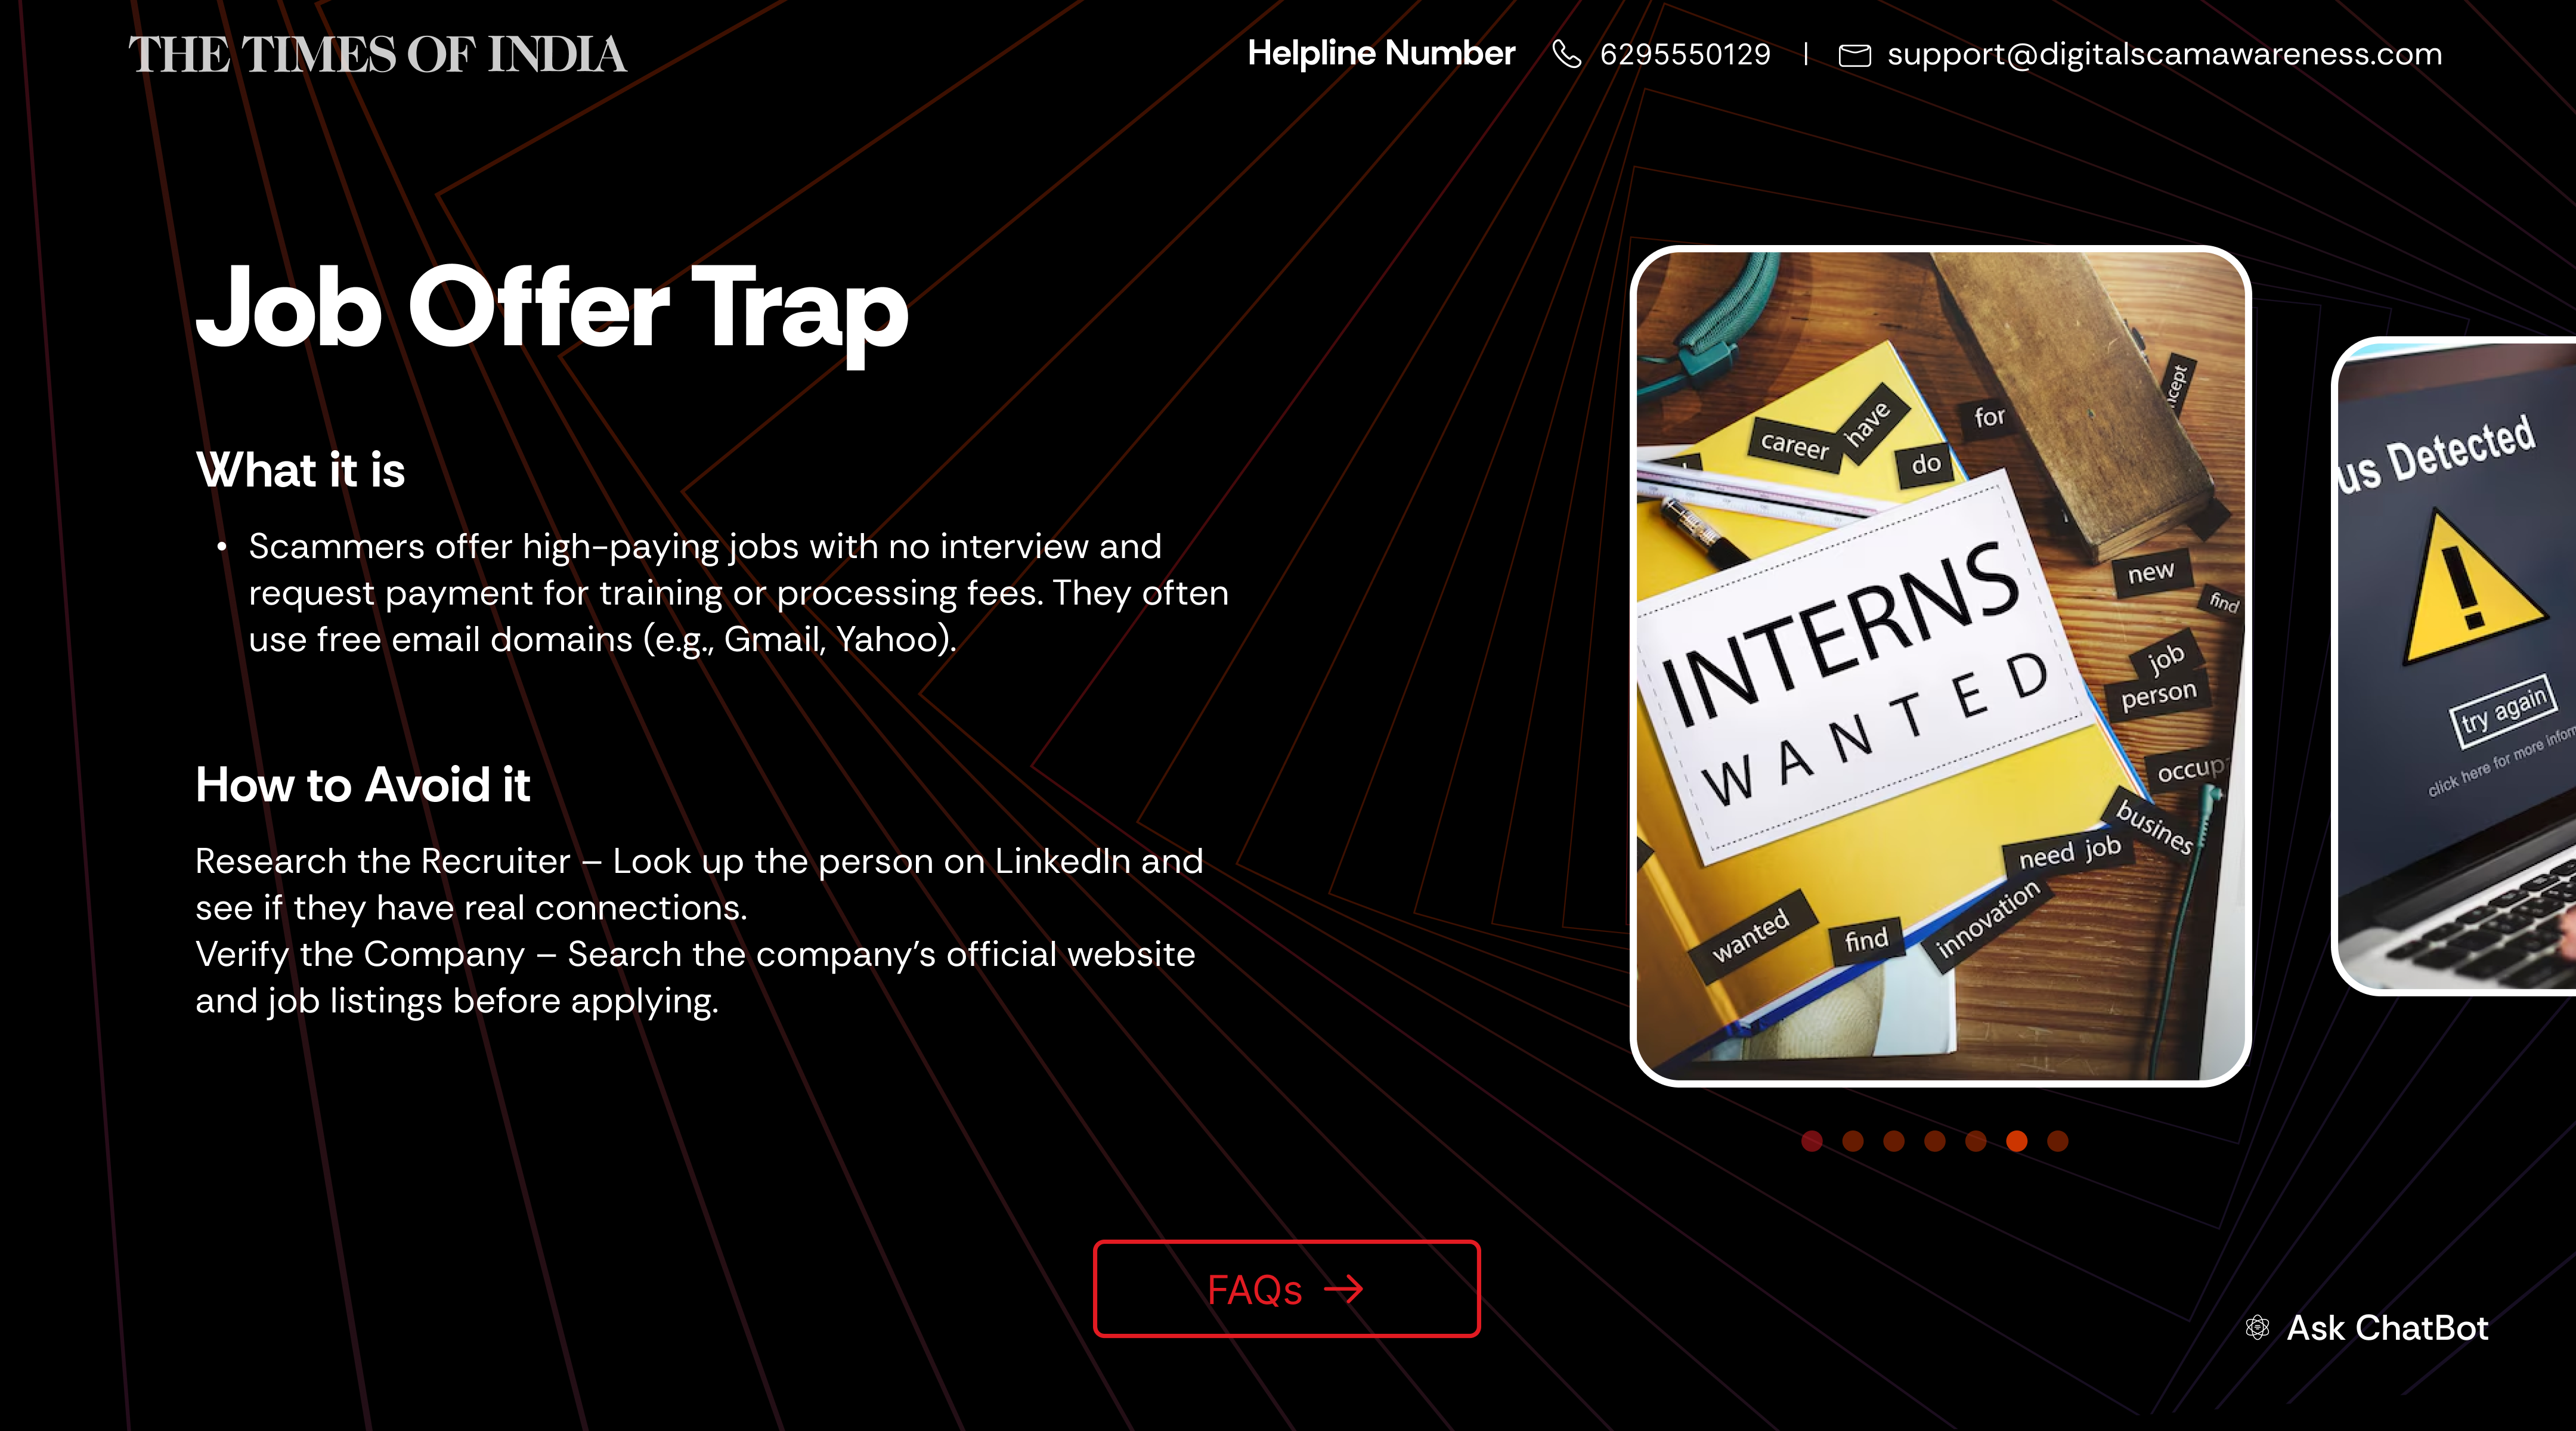 THE TIMES OF INDIA
Helpline Number 6295550129 | support@digitalscamawareness.com
Job Offer Trap
What it is
• Scammers offer high-paying jobs with no interview and
request payment for training or processing fees. They often
use free email domains (e.g., Gmail, Yahoo).
How to Avoid it
Research the Recruiter – Look up the person on LinkedIn and
see if they have real connections.
Verify the Company – Search the company's official website
and job listings before applying.
career
have
do
for
INTERNS
WANTED
new
find
job
person
occup
busines
need job
innovation
find
wanted
us Detected
try again
click here for more inform
FAQs →
Ask ChatBot